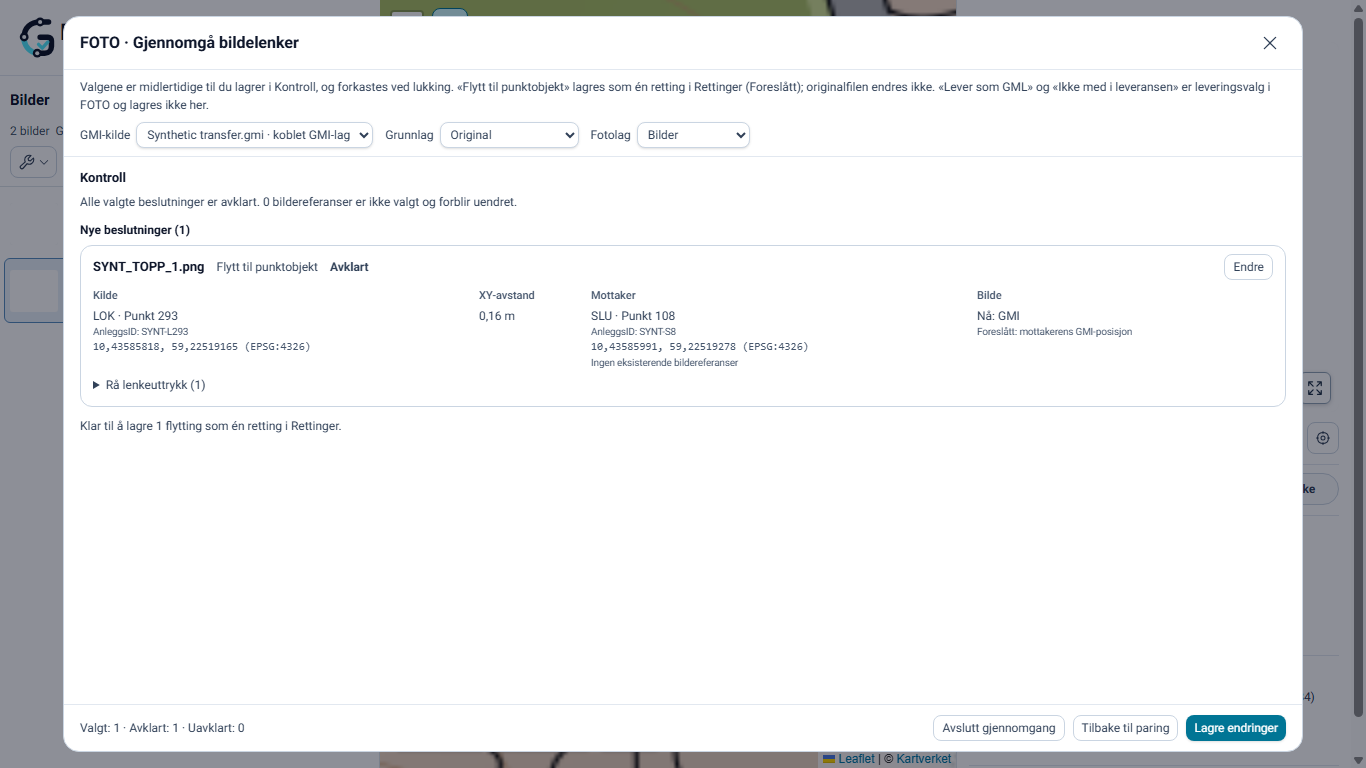 FOTO · Gjennomgå bildelenker
Valgene er midlertidige til du lagrer i Kontroll, og forkastes ved lukking. «Flytt til punktobjekt» lagres som én retting i Rettinger (Foreslått); originalfilen endres ikke. «Lever som GML» og «Ikke med i leveransen» er leveringsvalg i
FOTO og lagres ikke her.
GMI-kilde Synthetic transfer.gmi · koblet GMI-lag Grunnlag Original Fotolag Bilder
Bilder
2 bilder G
Kontroll
Alle valgte beslutninger er avklart. 0 bildereferanser er ikke valgt og forblir uendret.
Nye beslutninger (1)
SYNT_TOPP_1.png Flytt til punktobjekt Avklart Endre
Kilde XY-avstand Mottaker Bilde
LOK · Punkt 293 0,16 m SLU · Punkt 108 Nå: GMI
AnleggsID: SYNT-L293 AnleggsID: SYNT-S8 Foreslått: mottakerens GMI-posisjon
10,43585818, 59,22519165 (EPSG:4326) 10,43585991, 59,22519278 (EPSG:4326)
Ingen eksisterende bildereferanser
Rå lenkeuttrykk (1)
Klar til å lagre 1 flytting som én retting i Rettinger.
ke
4)
Valgt: 1 · Avklart: 1 · Uavklart: 0 Avslutt gjennomgang Tilbake til paring Lagre endringer
Leaflet | © Kartverket